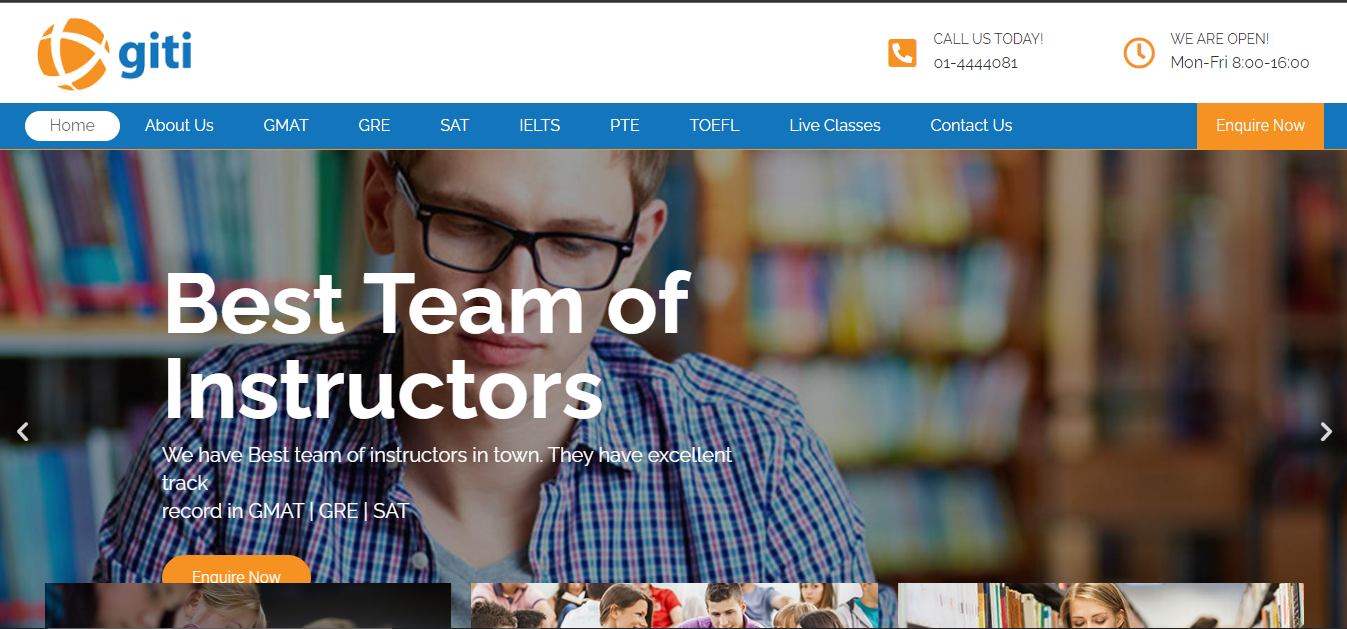 giti
CALL US TODAY!
01-4444081
WE ARE OPEN!
Mon-Fri 8:00-16:00
Home
About Us
GMAT
GRE
SAT
IELTS
PTE
TOEFL
Live Classes
Contact Us
Enquire Now
Best Team of
Instructors
We have Best team of instructors in town. They have excellent
track
record in GMAT | GRE | SAT
Enquire Now